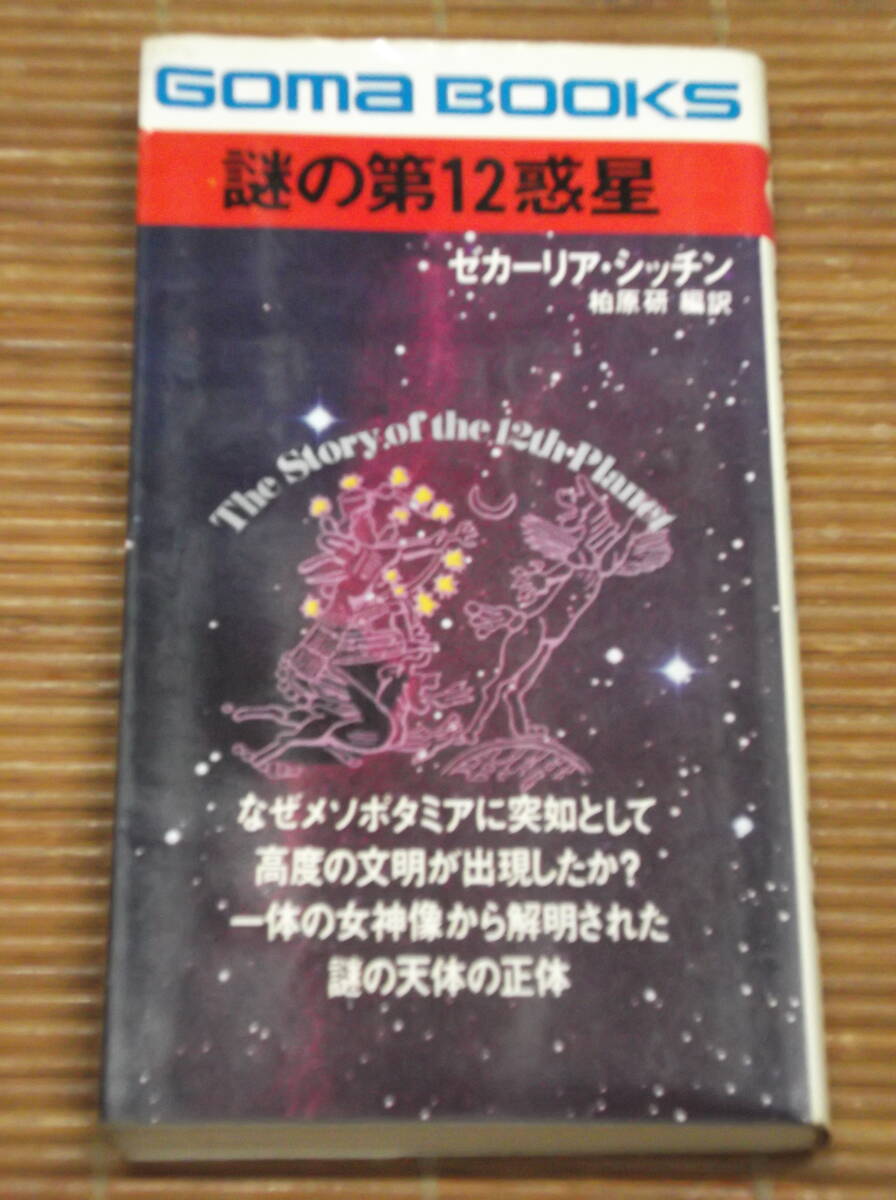 Goma BOOKS
謎の第12惑星
ゼカーリア・シッチン
柏原研 編訳
The Story of the 12th・Planet
なぜメソポタミアに突如として
高度の文明が出現したか?
一体の女神像から解明された
謎の天体の正体